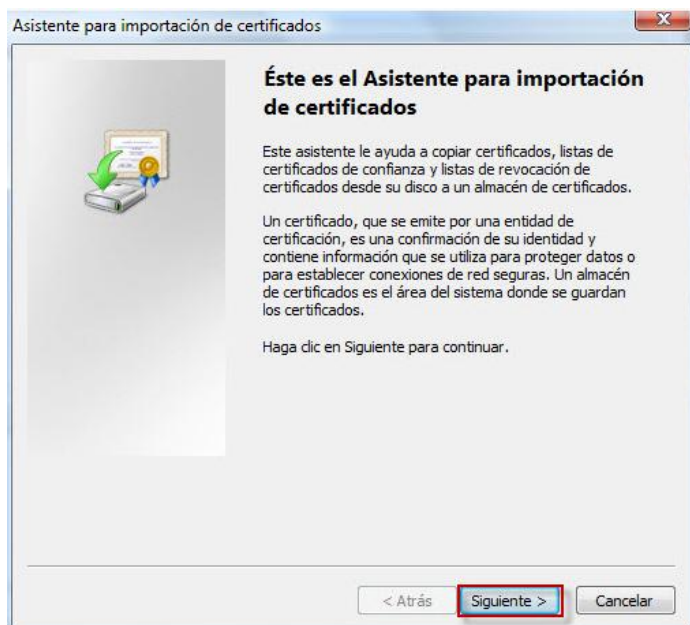 Asistente para importación de certificados
Éste es el Asistente para importación
de certificados
Este asistente le ayuda a copiar certificados, listas de
certificados de confianza y listas de revocación de
certificados desde su disco a un almacén de certificados.
Un certificado, que se emite por una entidad de
certificación, es una confirmación de su identidad y
contiene información que se utiliza para proteger datos o
para establecer conexiones de red seguras. Un almacén
de certificados es el área del sistema donde se guardan
los certificados.
Haga clic en Siguiente para continuar.
< Atrás Siguiente > Cancelar